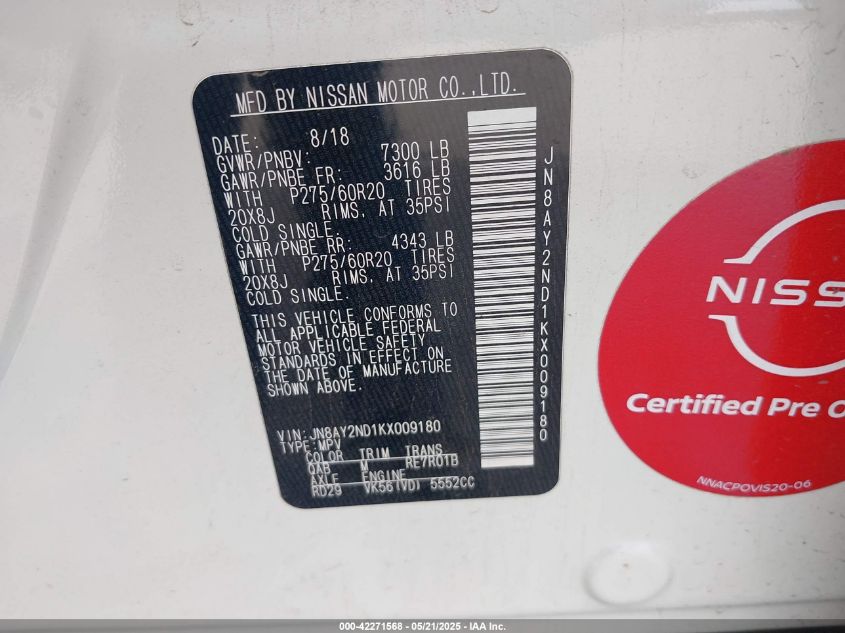 MFD BY NISSAN MOTOR CO.,LTD.
DATE: 8/18
GVWR/PNBV: 7300 LB
GAWR/PNBE FR: 3616 LB
WITH P275/60R20 TIRES
20X8J RIMS, AT 35PSI
COLD SINGLE.
GAWR/PNBE RR: 4343 LB
WITH P275/60R20 TIRES
20X8J RIMS, AT 35PSI
COLD SINGLE.
THIS VEHICLE CONFORMS TO
ALL APPLICABLE FEDERAL
MOTOR VEHICLE SAFETY
STANDARDS IN EFFECT ON
THE DATE OF MANUFACTURE
SHOWN ABOVE.
VIN: JN8AY2ND1KX009180
TYPE: MPV
COLOR TRIM TRANS
QAB M RE7R01B
AXLE ENGINE
RD29 VK56(VD) 5552CC
JN8AY2ND1KX009180
NISS
Certified Pre O
NNACPOVIS20-06
000-42271568 - 05/21/2025 - IAA Inc.